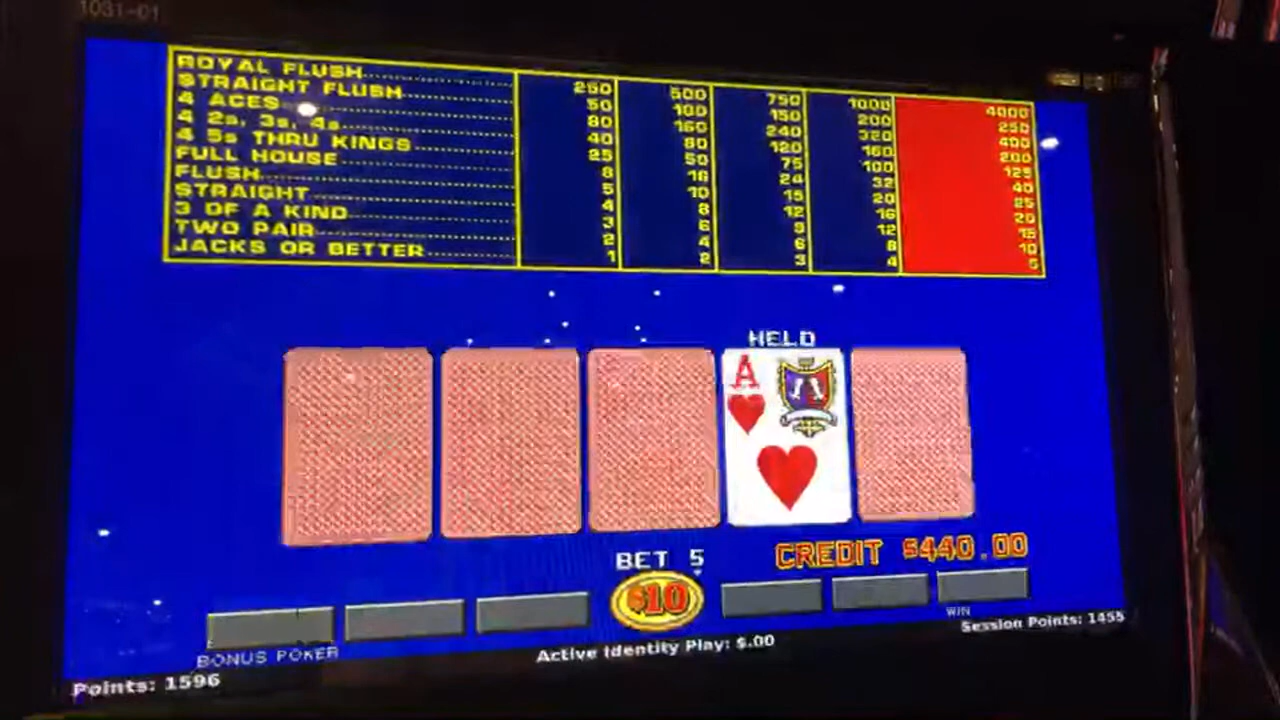 1031-01
ROYAL FLUSH 250 500 750 1000 4000
STRAIGHT FLUSH 50 100 150 200 250
4 ACES 80 160 240 320 400
4 2s, 3s, 4s 40 80 120 160 200
4 5s THRU KINGS 25 50 75 100 125
FULL HOUSE 8 16 24 32 40
FLUSH 5 10 15 20 25
STRAIGHT 4 8 12 16 20
3 OF A KIND 3 6 9 12 15
TWO PAIR 2 4 6 8 10
JACKS OR BETTER 1 2 3 4 5
HELD
A
BET 5
CREDIT $440.00
$10
WIN
BONUS POKER
Active Identity Play: $.00
Session Points: 1455
Points: 1596